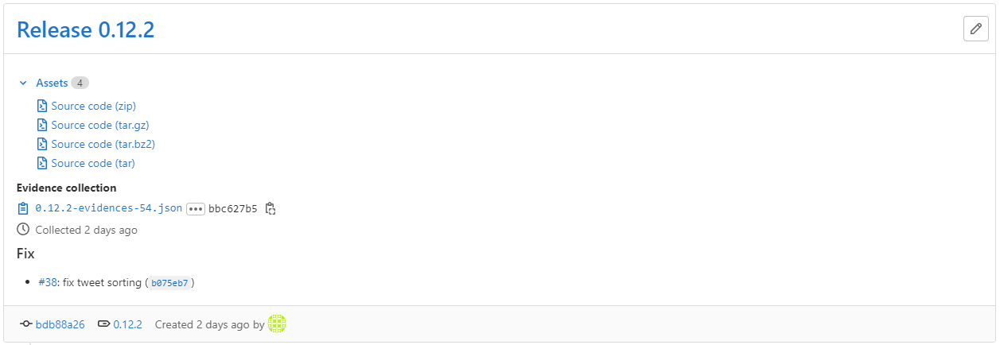 Release 0.12.2
Assets 4
Source code (zip)
Source code (tar.gz)
Source code (tar.bz2)
Source code (tar)
Evidence collection
0.12.2-evidences-54.json ••• bbc627b5
Collected 2 days ago
Fix
• #38: fix tweet sorting (b075eb7)
bdb88a26 0.12.2 Created 2 days ago by